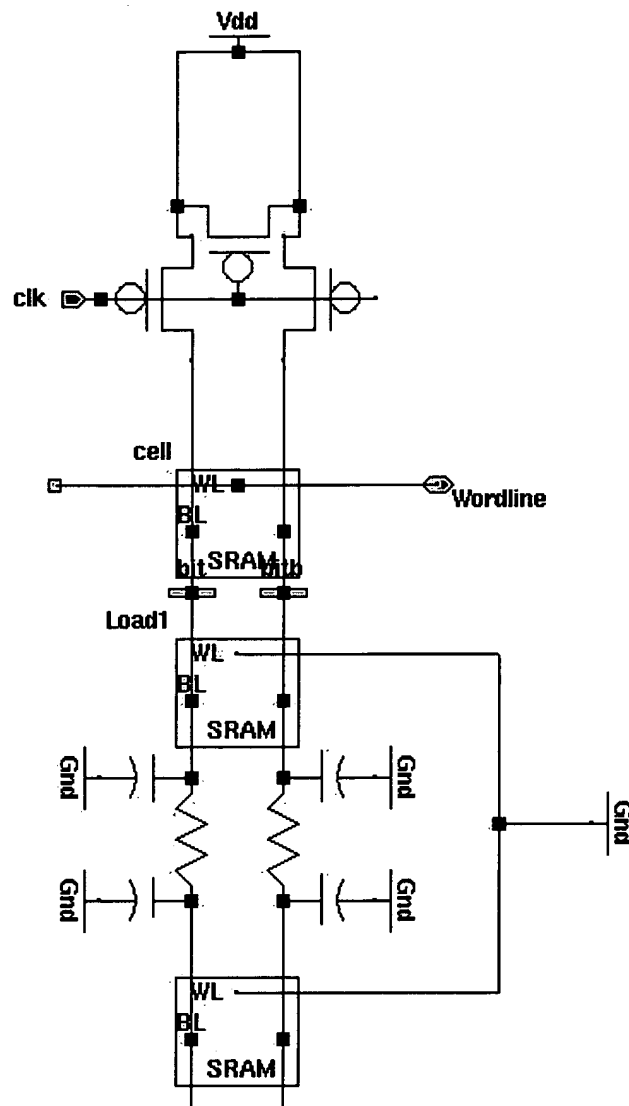 Vdd
clk
cell
WL
Wordline
BL
SRAM
bit
bitb
Load1
WL
BL
SRAM
Gnd
Gnd
Gnd
Gnd
Gnd
WL
BL
SRAM